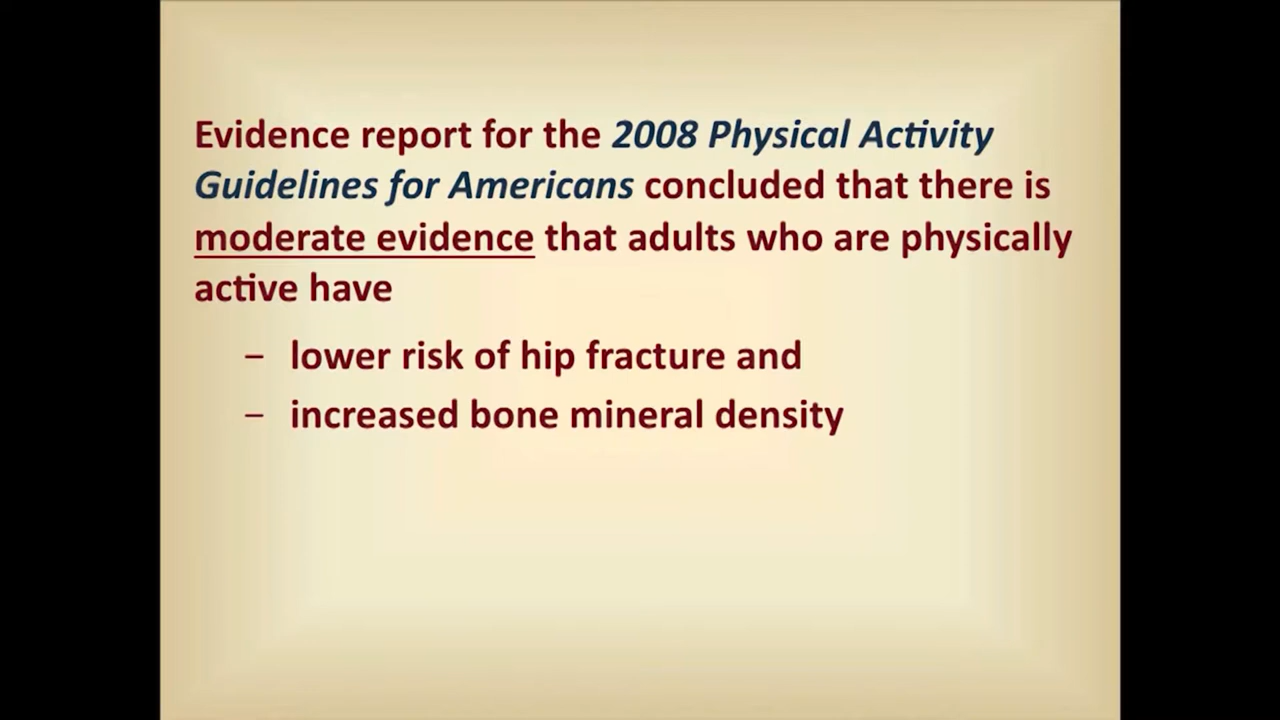 Evidence report for the 2008 Physical Activity
Guidelines for Americans concluded that there is
moderate evidence that adults who are physically
active have
– lower risk of hip fracture and
– increased bone mineral density